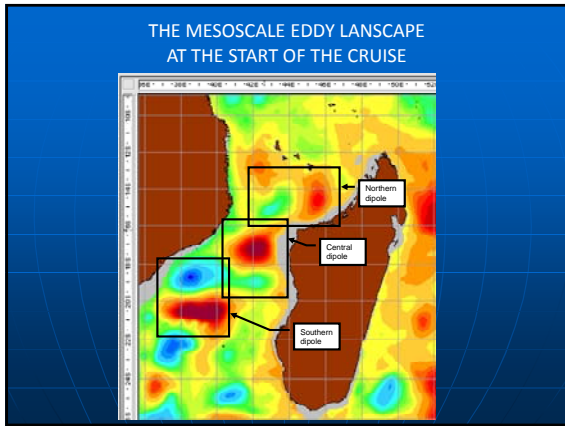 THE MESOSCALE EDDY LANSCAPE
AT THE START OF THE CRUISE
Northern
dipole
Central
dipole
Southern
dipole